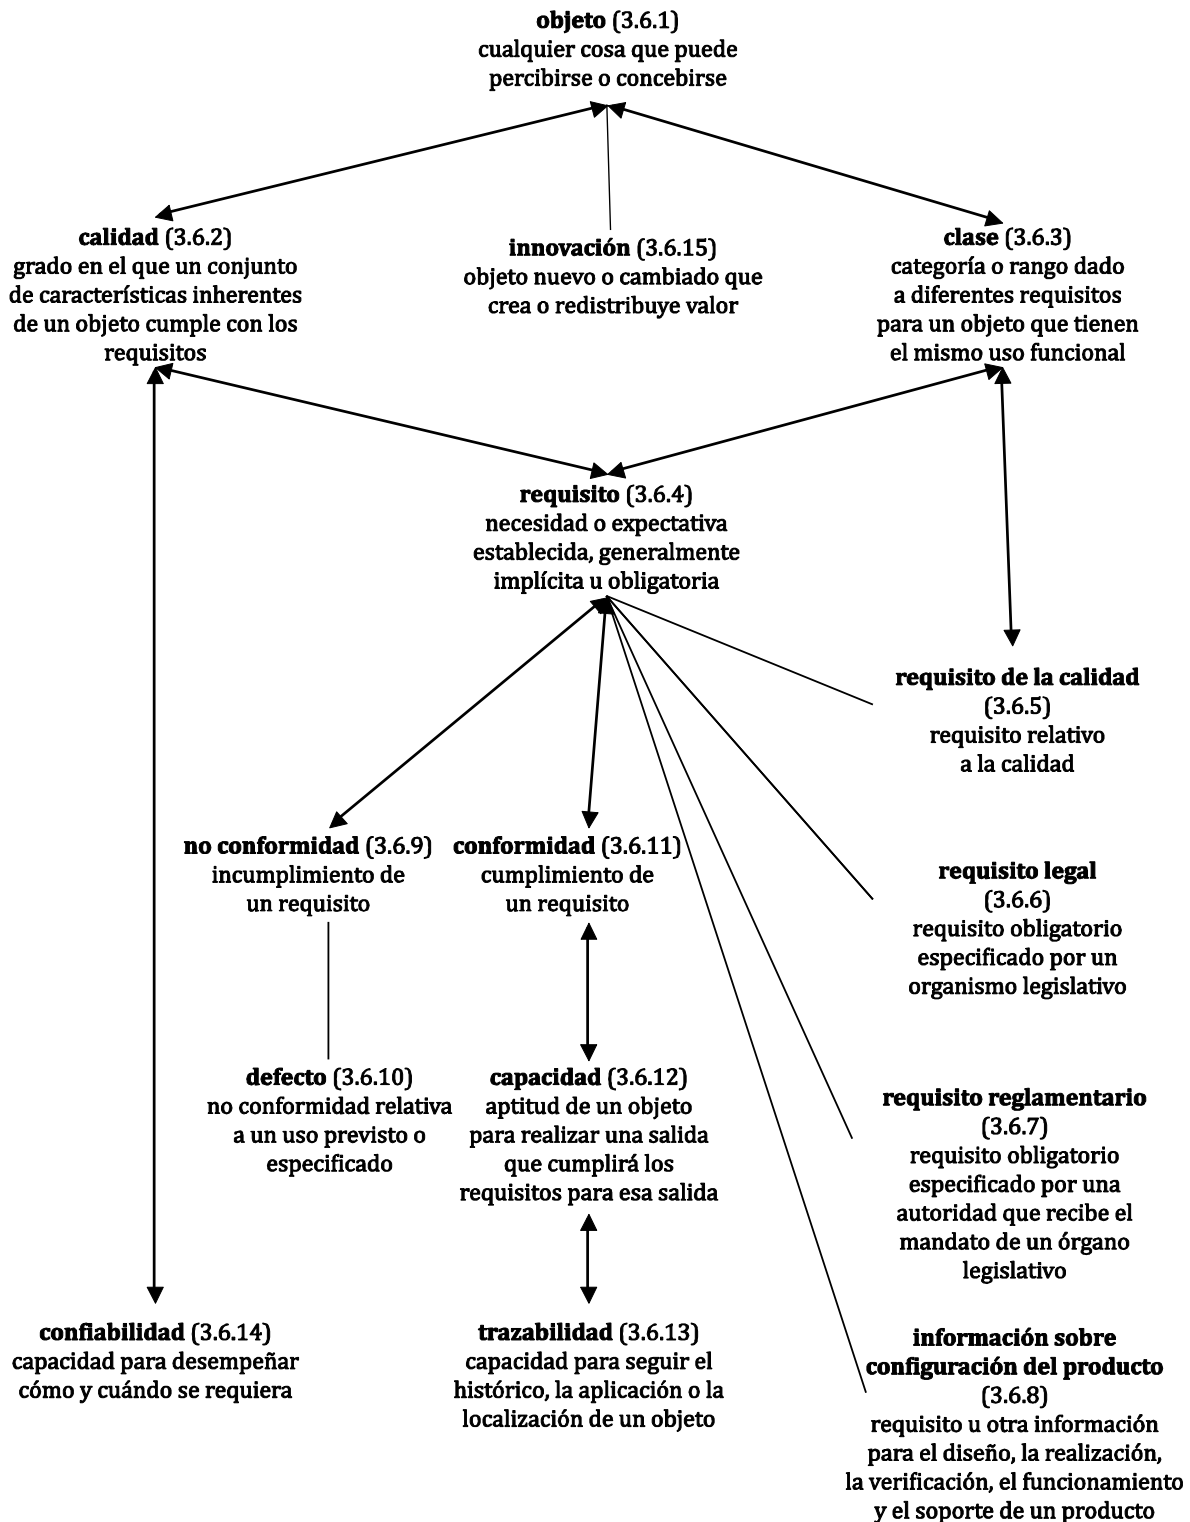 objeto (3.6.1)
cualquier cosa que puede
percibirse o concebirse
calidad (3.6.2)
grado en el que un conjunto
de características inherentes
de un objeto cumple con los
requisitos
innovación (3.6.15)
objeto nuevo o cambiado que
crea o redistribuye valor
clase (3.6.3)
categoría o rango dado
a diferentes requisitos
para un objeto que tienen
el mismo uso funcional
requisito (3.6.4)
necesidad o expectativa
establecida, generalmente
implícita u obligatoria
requisito de la calidad
(3.6.5)
requisito relativo
a la calidad
no conformidad (3.6.9)
incumplimiento de
un requisito
conformidad (3.6.11)
cumplimiento de
un requisito
requisito legal
(3.6.6)
requisito obligatorio
especificado por un
organismo legislativo
defecto (3.6.10)
no conformidad relativa
a un uso previsto o
especificado
capacidad (3.6.12)
aptitud de un objeto
para realizar una salida
que cumplirá los
requisitos para esa salida
requisito reglamentario
(3.6.7)
requisito obligatorio
especificado por una
autoridad que recibe el
mandato de un órgano
legislativo
confiabilidad (3.6.14)
capacidad para desempeñar
cómo y cuándo se requiera
trazabilidad (3.6.13)
capacidad para seguir el
histórico, la aplicación o la
localización de un objeto
información sobre
configuración del producto
(3.6.8)
requisito u otra información
para el diseño, la realización,
la verificación, el funcionamiento
y el soporte de un producto